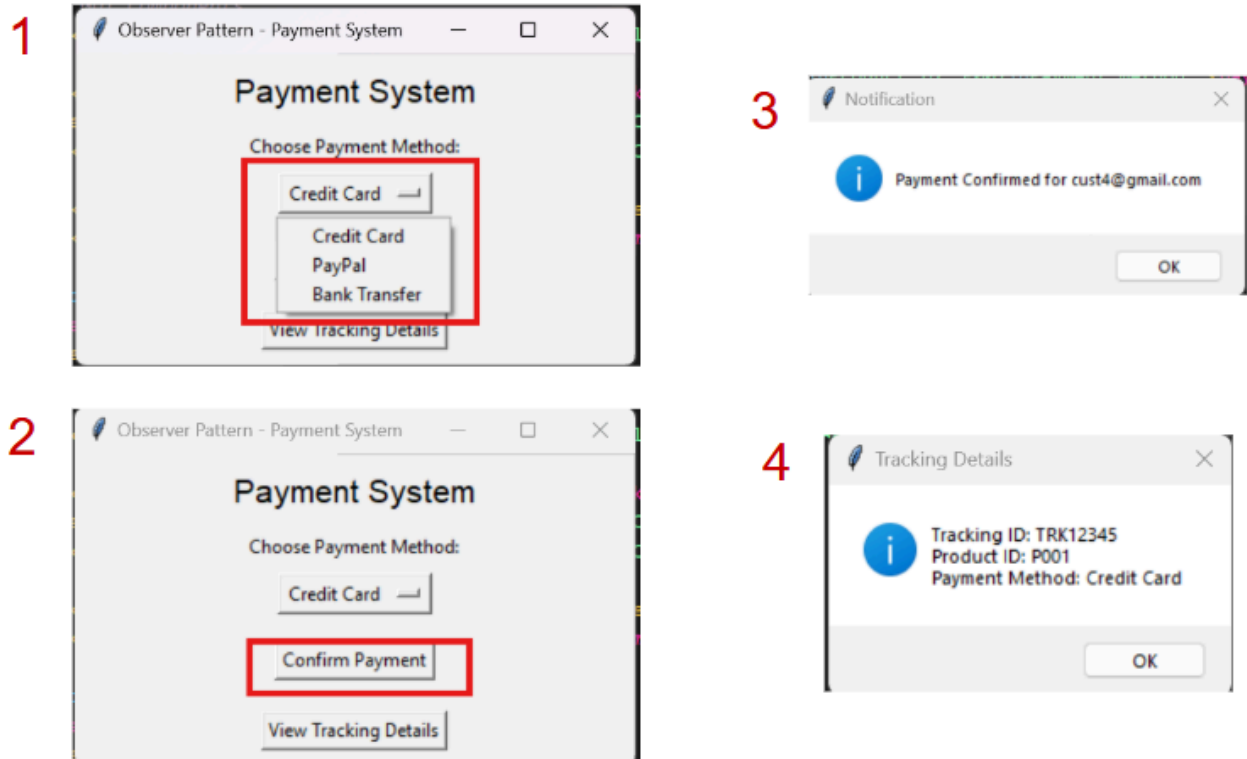 1
Observer Pattern - Payment System
Payment System
Choose Payment Method:
Credit Card
Credit Card
PayPal
Bank Transfer
View Tracking Details
2
Observer Pattern - Payment System
Payment System
Choose Payment Method:
Credit Card
Confirm Payment
View Tracking Details
3
Notification
Payment Confirmed for cust4@gmail.com
OK
4
Tracking Details
Tracking ID: TRK12345
Product ID: P001
Payment Method: Credit Card
OK